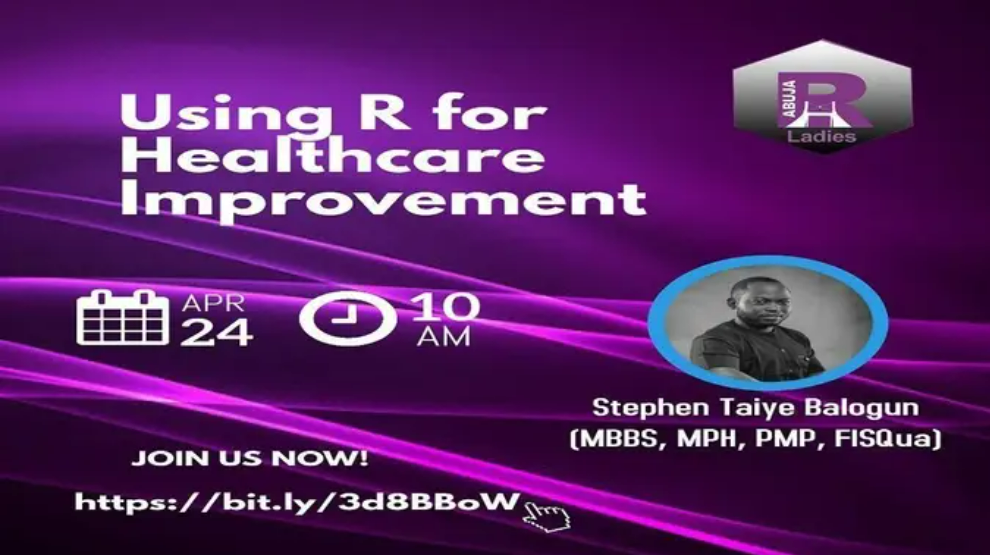 Using R for
Healthcare
Improvement
ABUJA
R
Ladies
APR
24
10
AM
Stephen Taiye Balogun
(MBBS, MPH, PMP, FISQua)
JOIN US NOW!
https://bit.ly/3d8BBoW